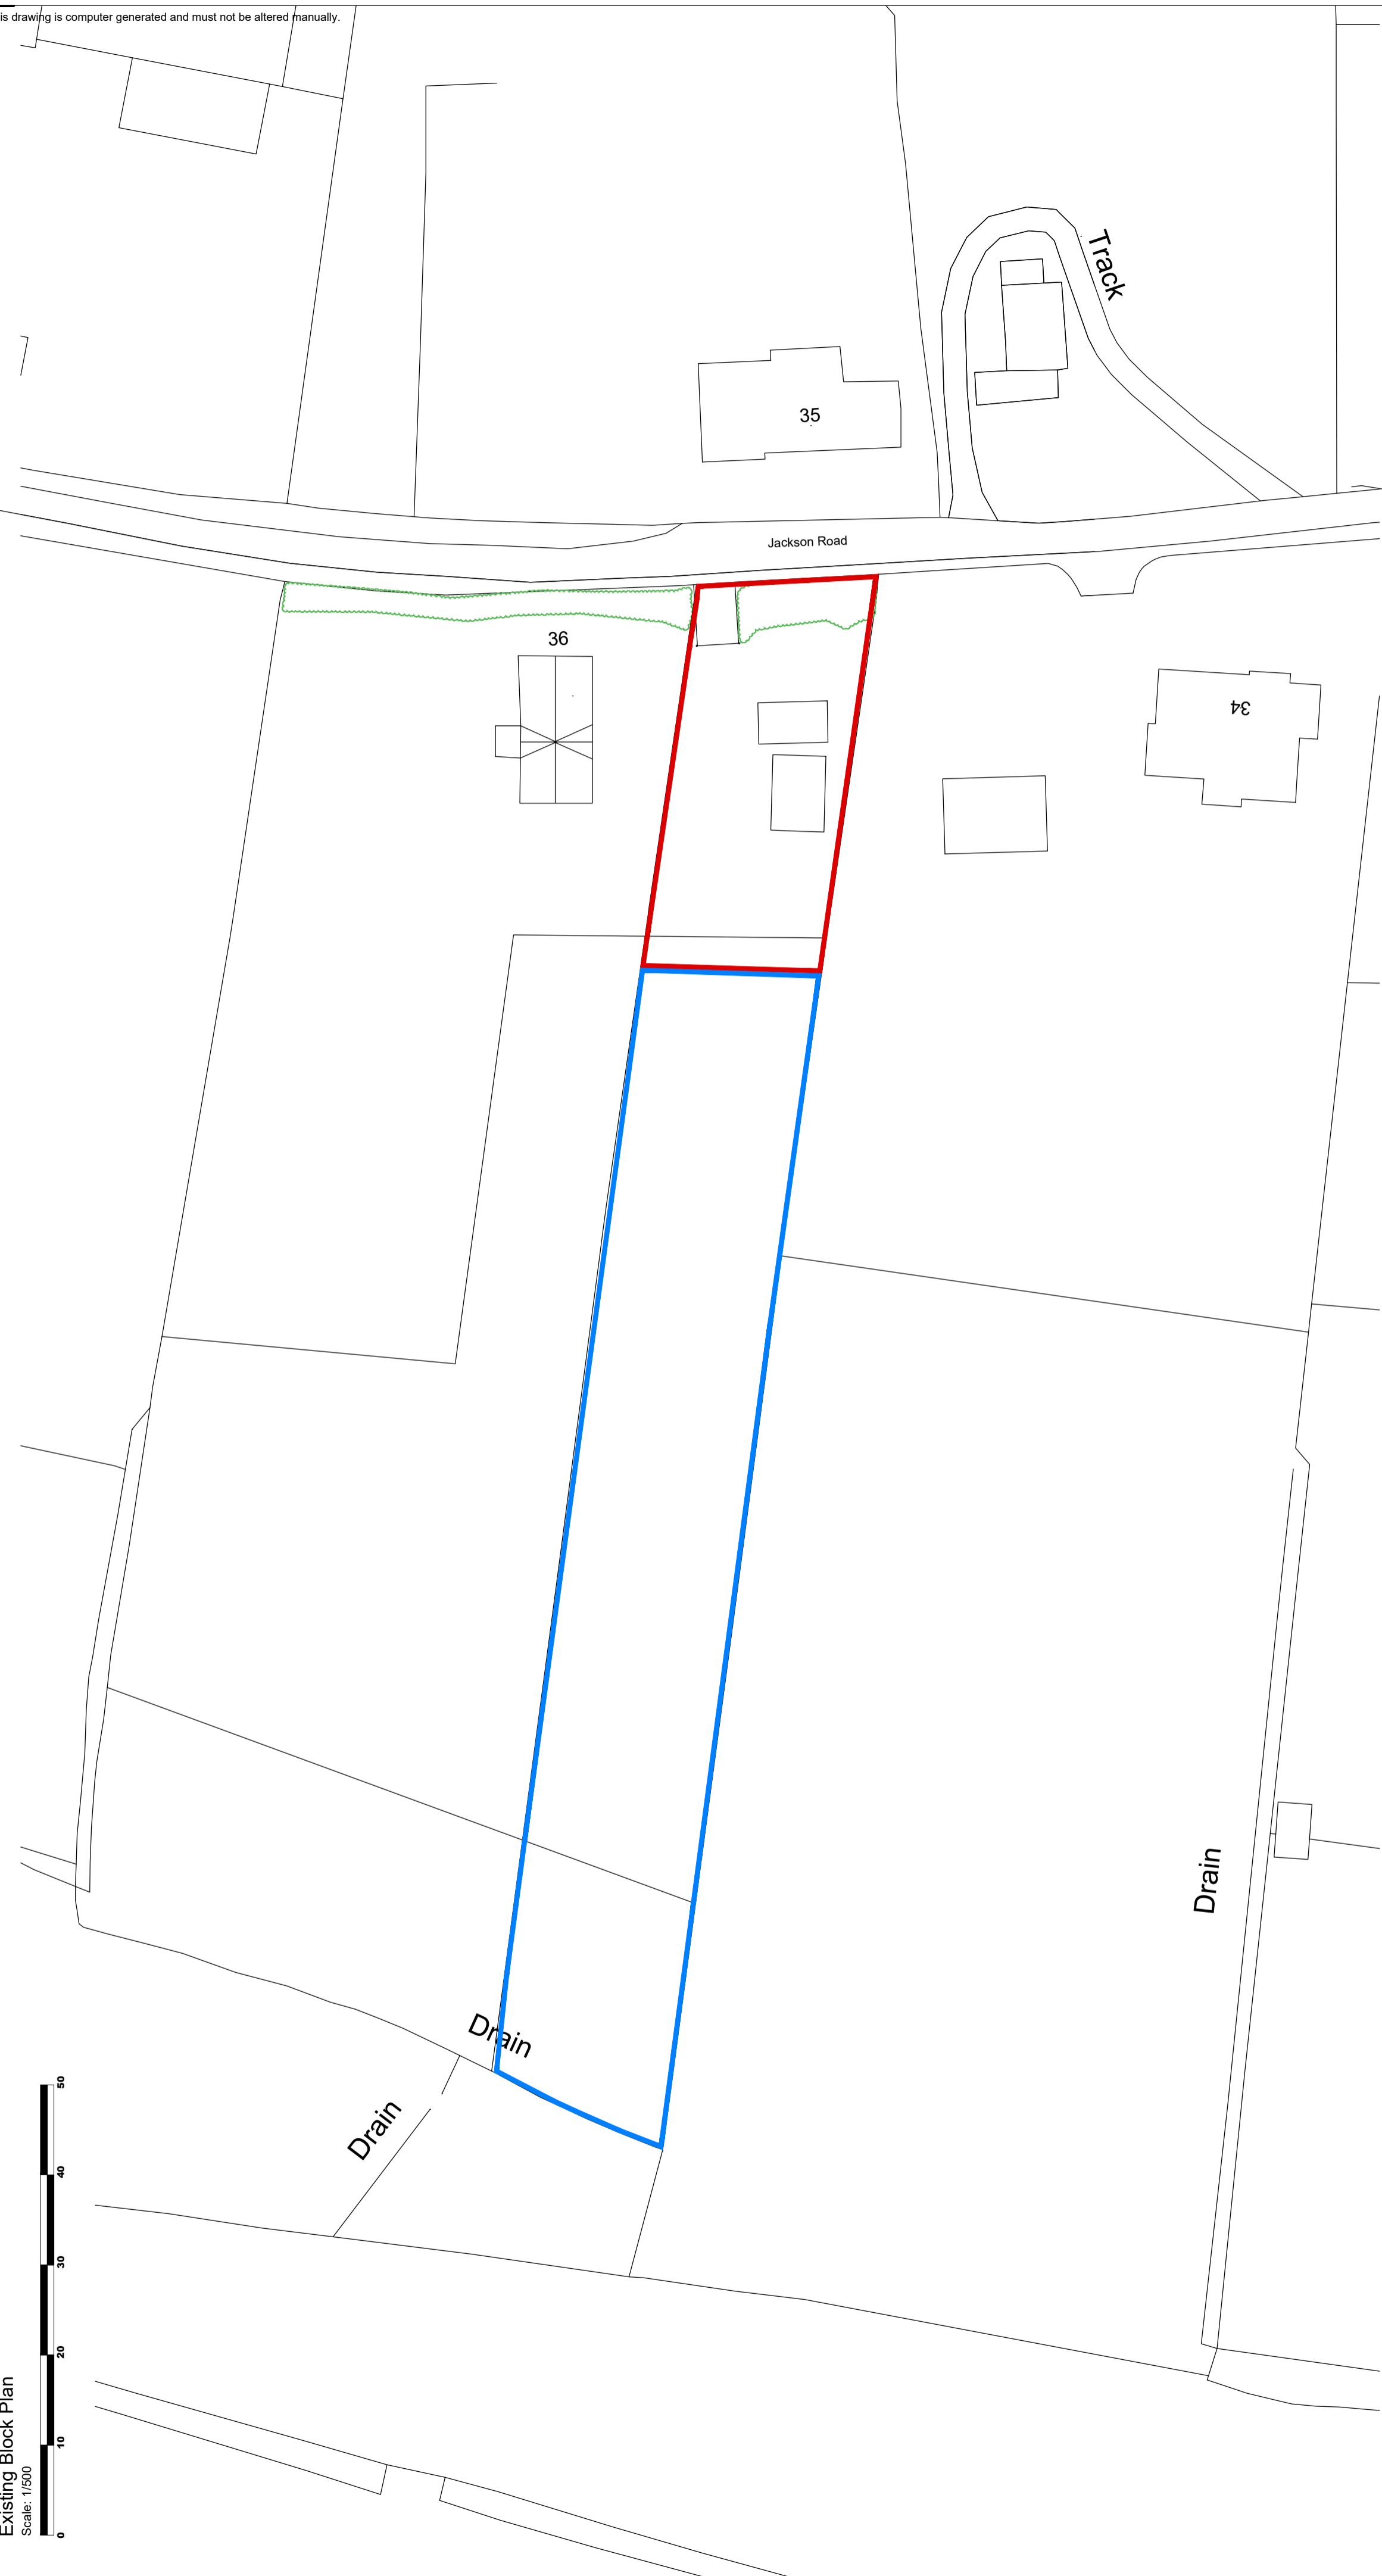 is drawing is computer generated and must not be altered manually.
Track
35
Jackson Road
36
34
Drain
Drain
Drain
Existing Block Plan
Scale: 1/500
0 10 20 30 40 50